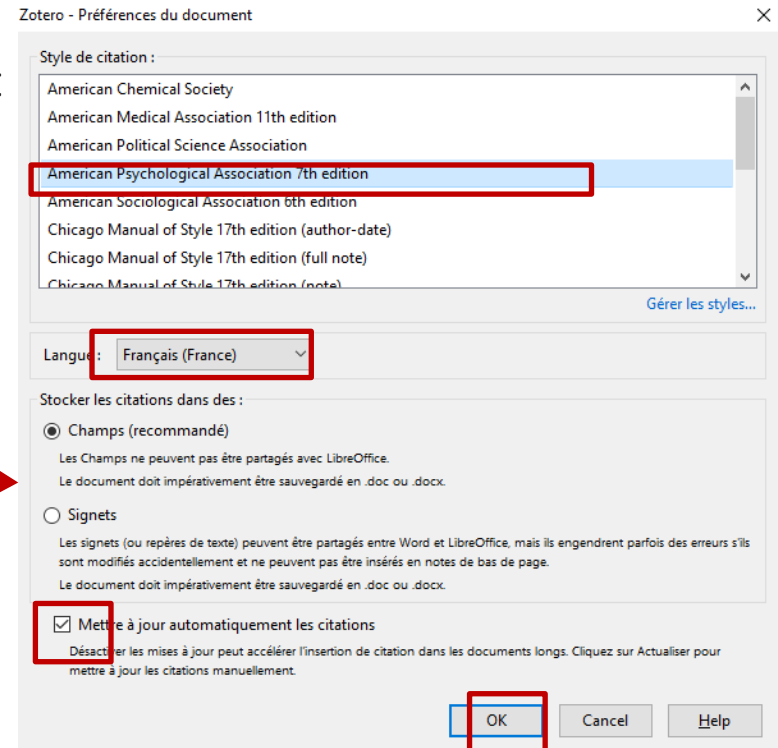 Zotero - Préférences du document
Style de citation :
American Chemical Society
American Medical Association 11th edition
American Political Science Association
American Psychological Association 7th edition
American Sociological Association 6th edition
Chicago Manual of Style 17th edition (author-date)
Chicago Manual of Style 17th edition (full note)
Chicago Manual of Style 17th edition (note)
Gérer les styles...
Langue : Français (France)
Stocker les citations dans des :
Champs (recommandé)
Les Champs ne peuvent pas être partagés avec LibreOffice.
Le document doit impérativement être sauvegardé en .doc ou .docx.
Signets
Les signets (ou repères de texte) peuvent être partagés entre Word et LibreOffice, mais ils engendrent parfois des erreurs s'ils
sont modifiés accidentellement et ne peuvent pas être insérés en notes de bas de page.
Le document doit impérativement être sauvegardé en .doc ou .docx.
Mettre à jour automatiquement les citations
Désactiver les mises à jour peut accélérer l'insertion de citation dans les documents longs. Cliquez sur Actualiser pour
mettre à jour les citations manuellement.
OK Cancel Help